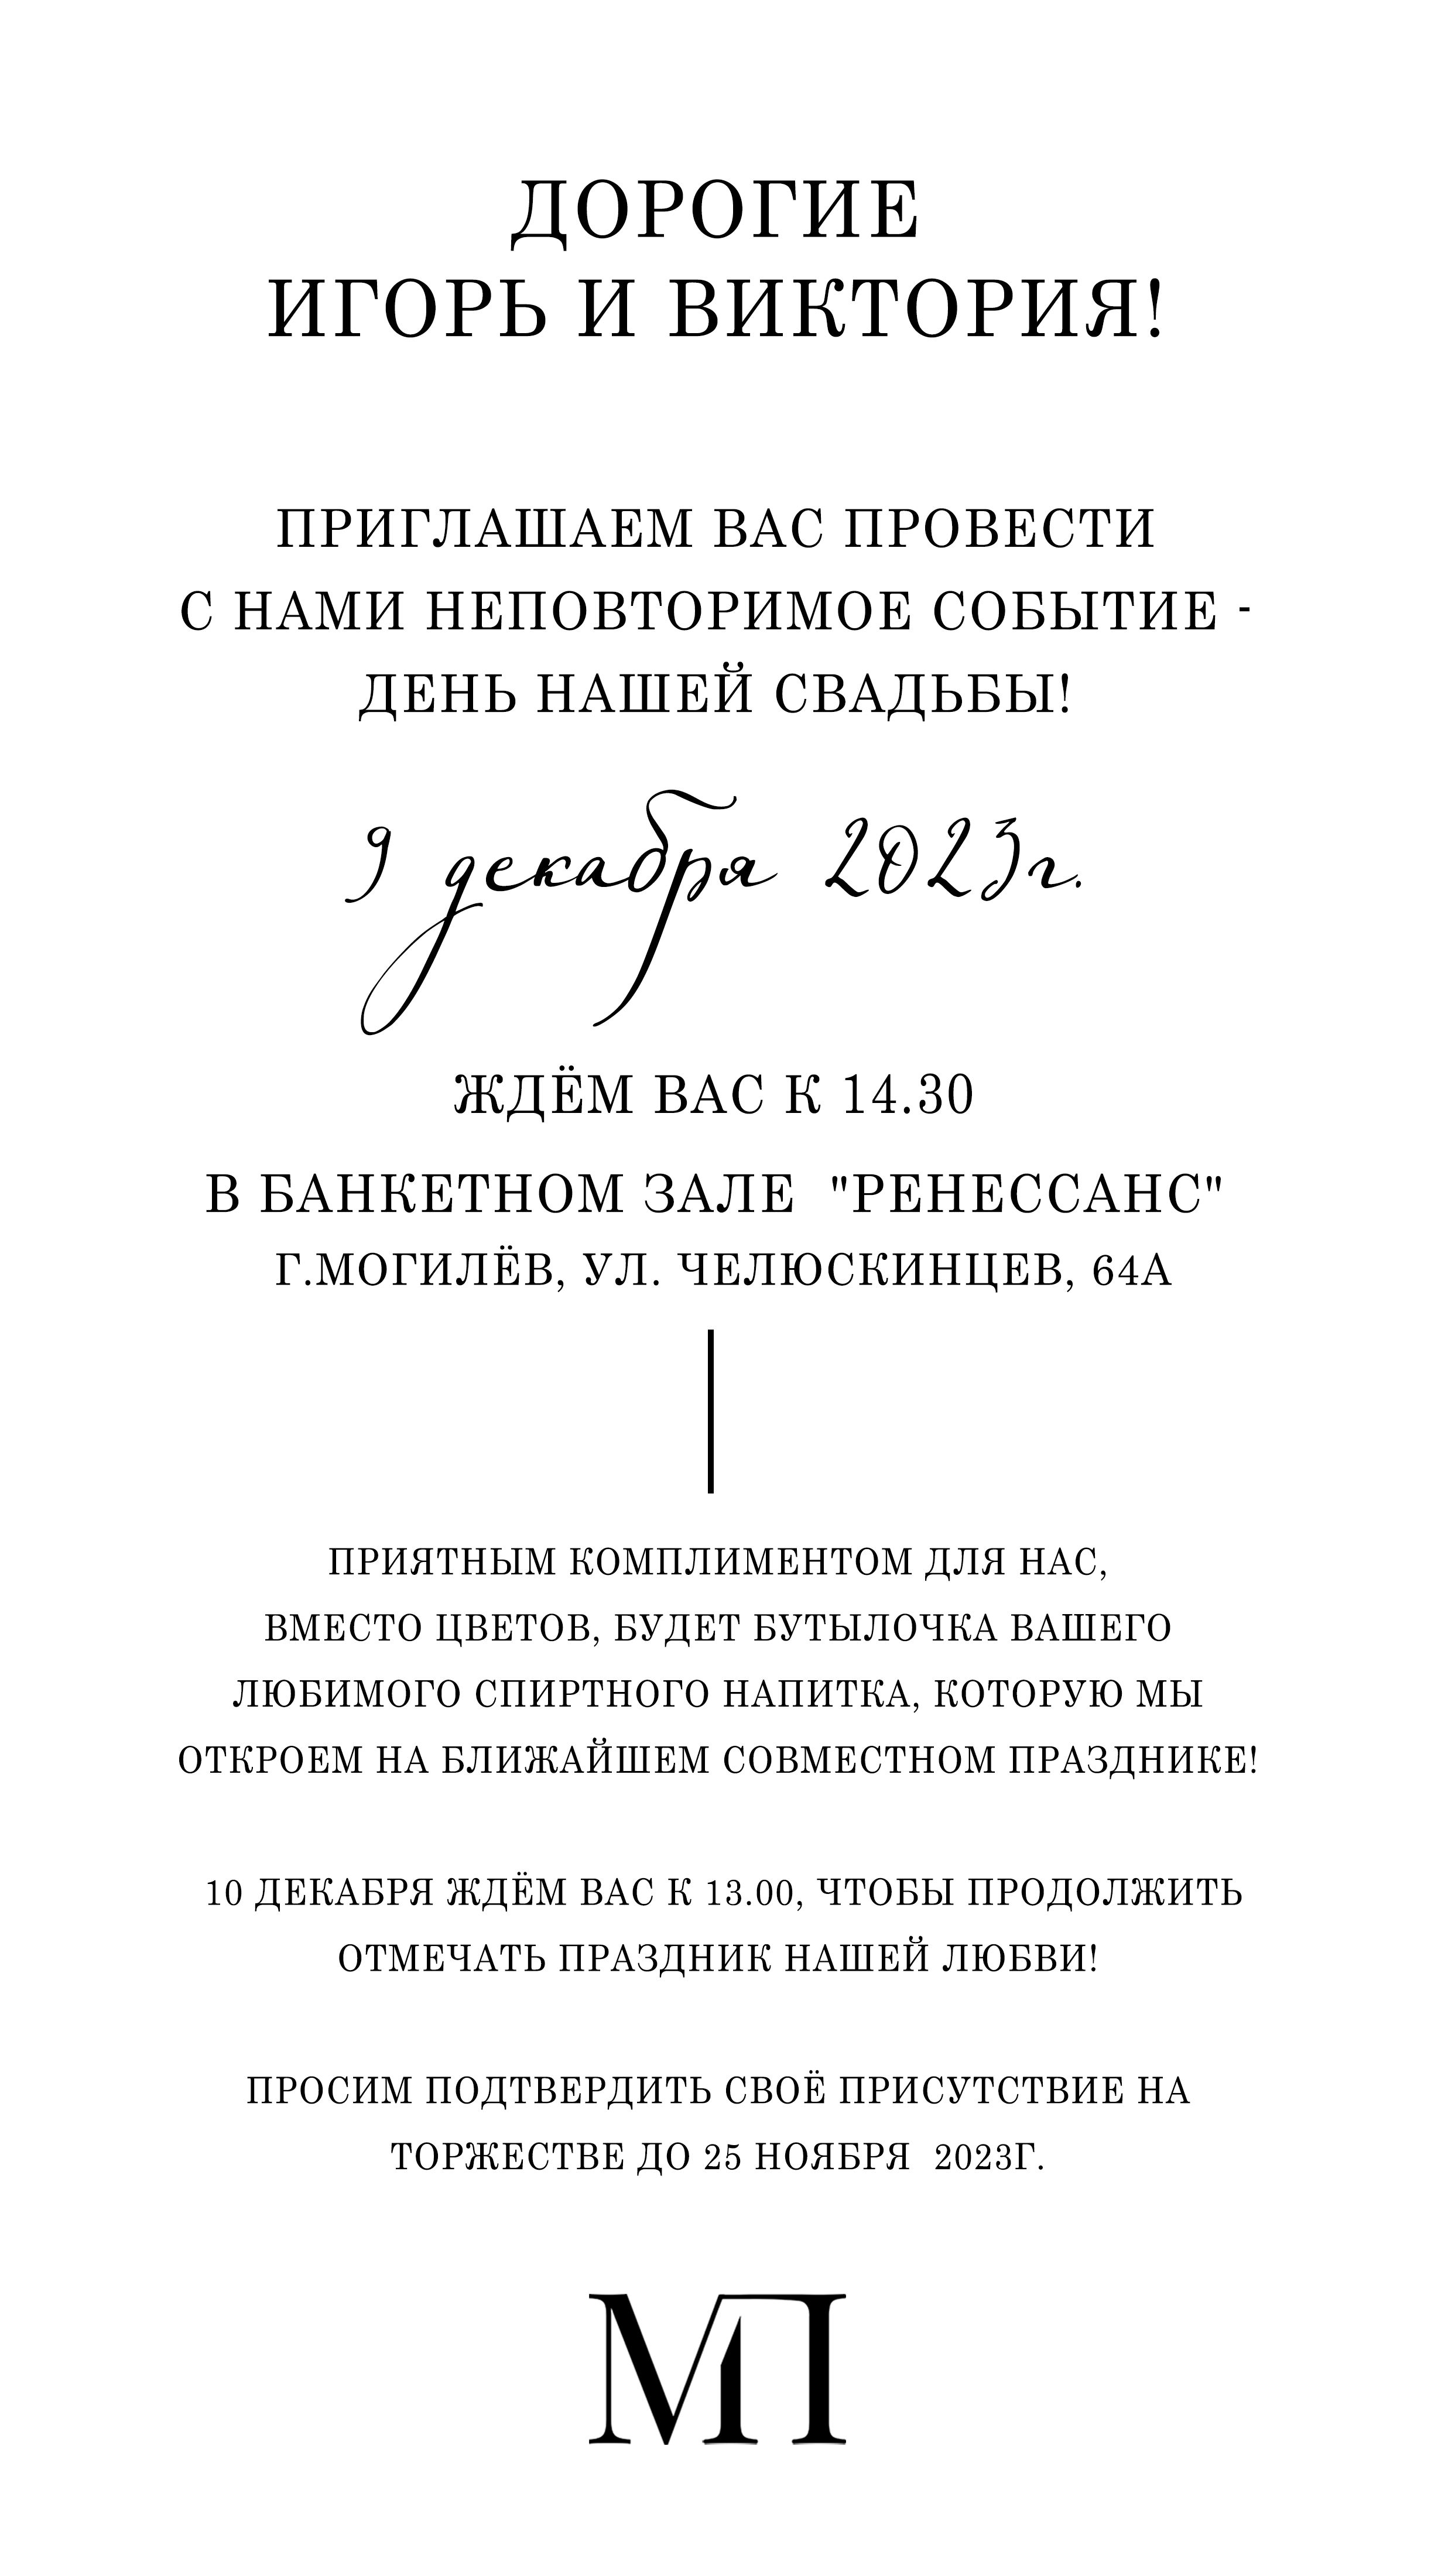 ДОРОГИЕ
ИГОРЬ И ВИКТОРИЯ!
ПРИГЛАШАЕМ ВАС ПРОВЕСТИ
С НАМИ НЕПОВТОРИМОЕ СОБЫТИЕ -
ДЕНЬ НАШЕЙ СВАДЬБЫ!
9 декабря 2023г.
ЖДЁМ ВАС К 14.30
В БАНКЕТНОМ ЗАЛЕ "РЕНЕССАНС"
Г.МОГИЛЁВ, УЛ. ЧЕЛЮСКИНЦЕВ, 64А
ПРИЯТНЫМ КОМПЛИМЕНТОМ ДЛЯ НАС,
ВМЕСТО ЦВЕТОВ, БУДЕТ БУТЫЛОЧКА ВАШЕГО
ЛЮБИМОГО СПИРТНОГО НАПИТКА, КОТОРУЮ МЫ
ОТКРОЕМ НА БЛИЖАЙШЕМ СОВМЕСТНОМ ПРАЗДНИКЕ!
10 ДЕКАБРЯ ЖДЁМ ВАС К 13.00, ЧТОБЫ ПРОДОЛЖИТЬ
ОТМЕЧАТЬ ПРАЗДНИК НАШЕЙ ЛЮБВИ!
ПРОСИМ ПОДТВЕРДИТЬ СВОЁ ПРИСУТСТВИЕ НА
ТОРЖЕСТВЕ ДО 25 НОЯБРЯ 2023Г.
МП